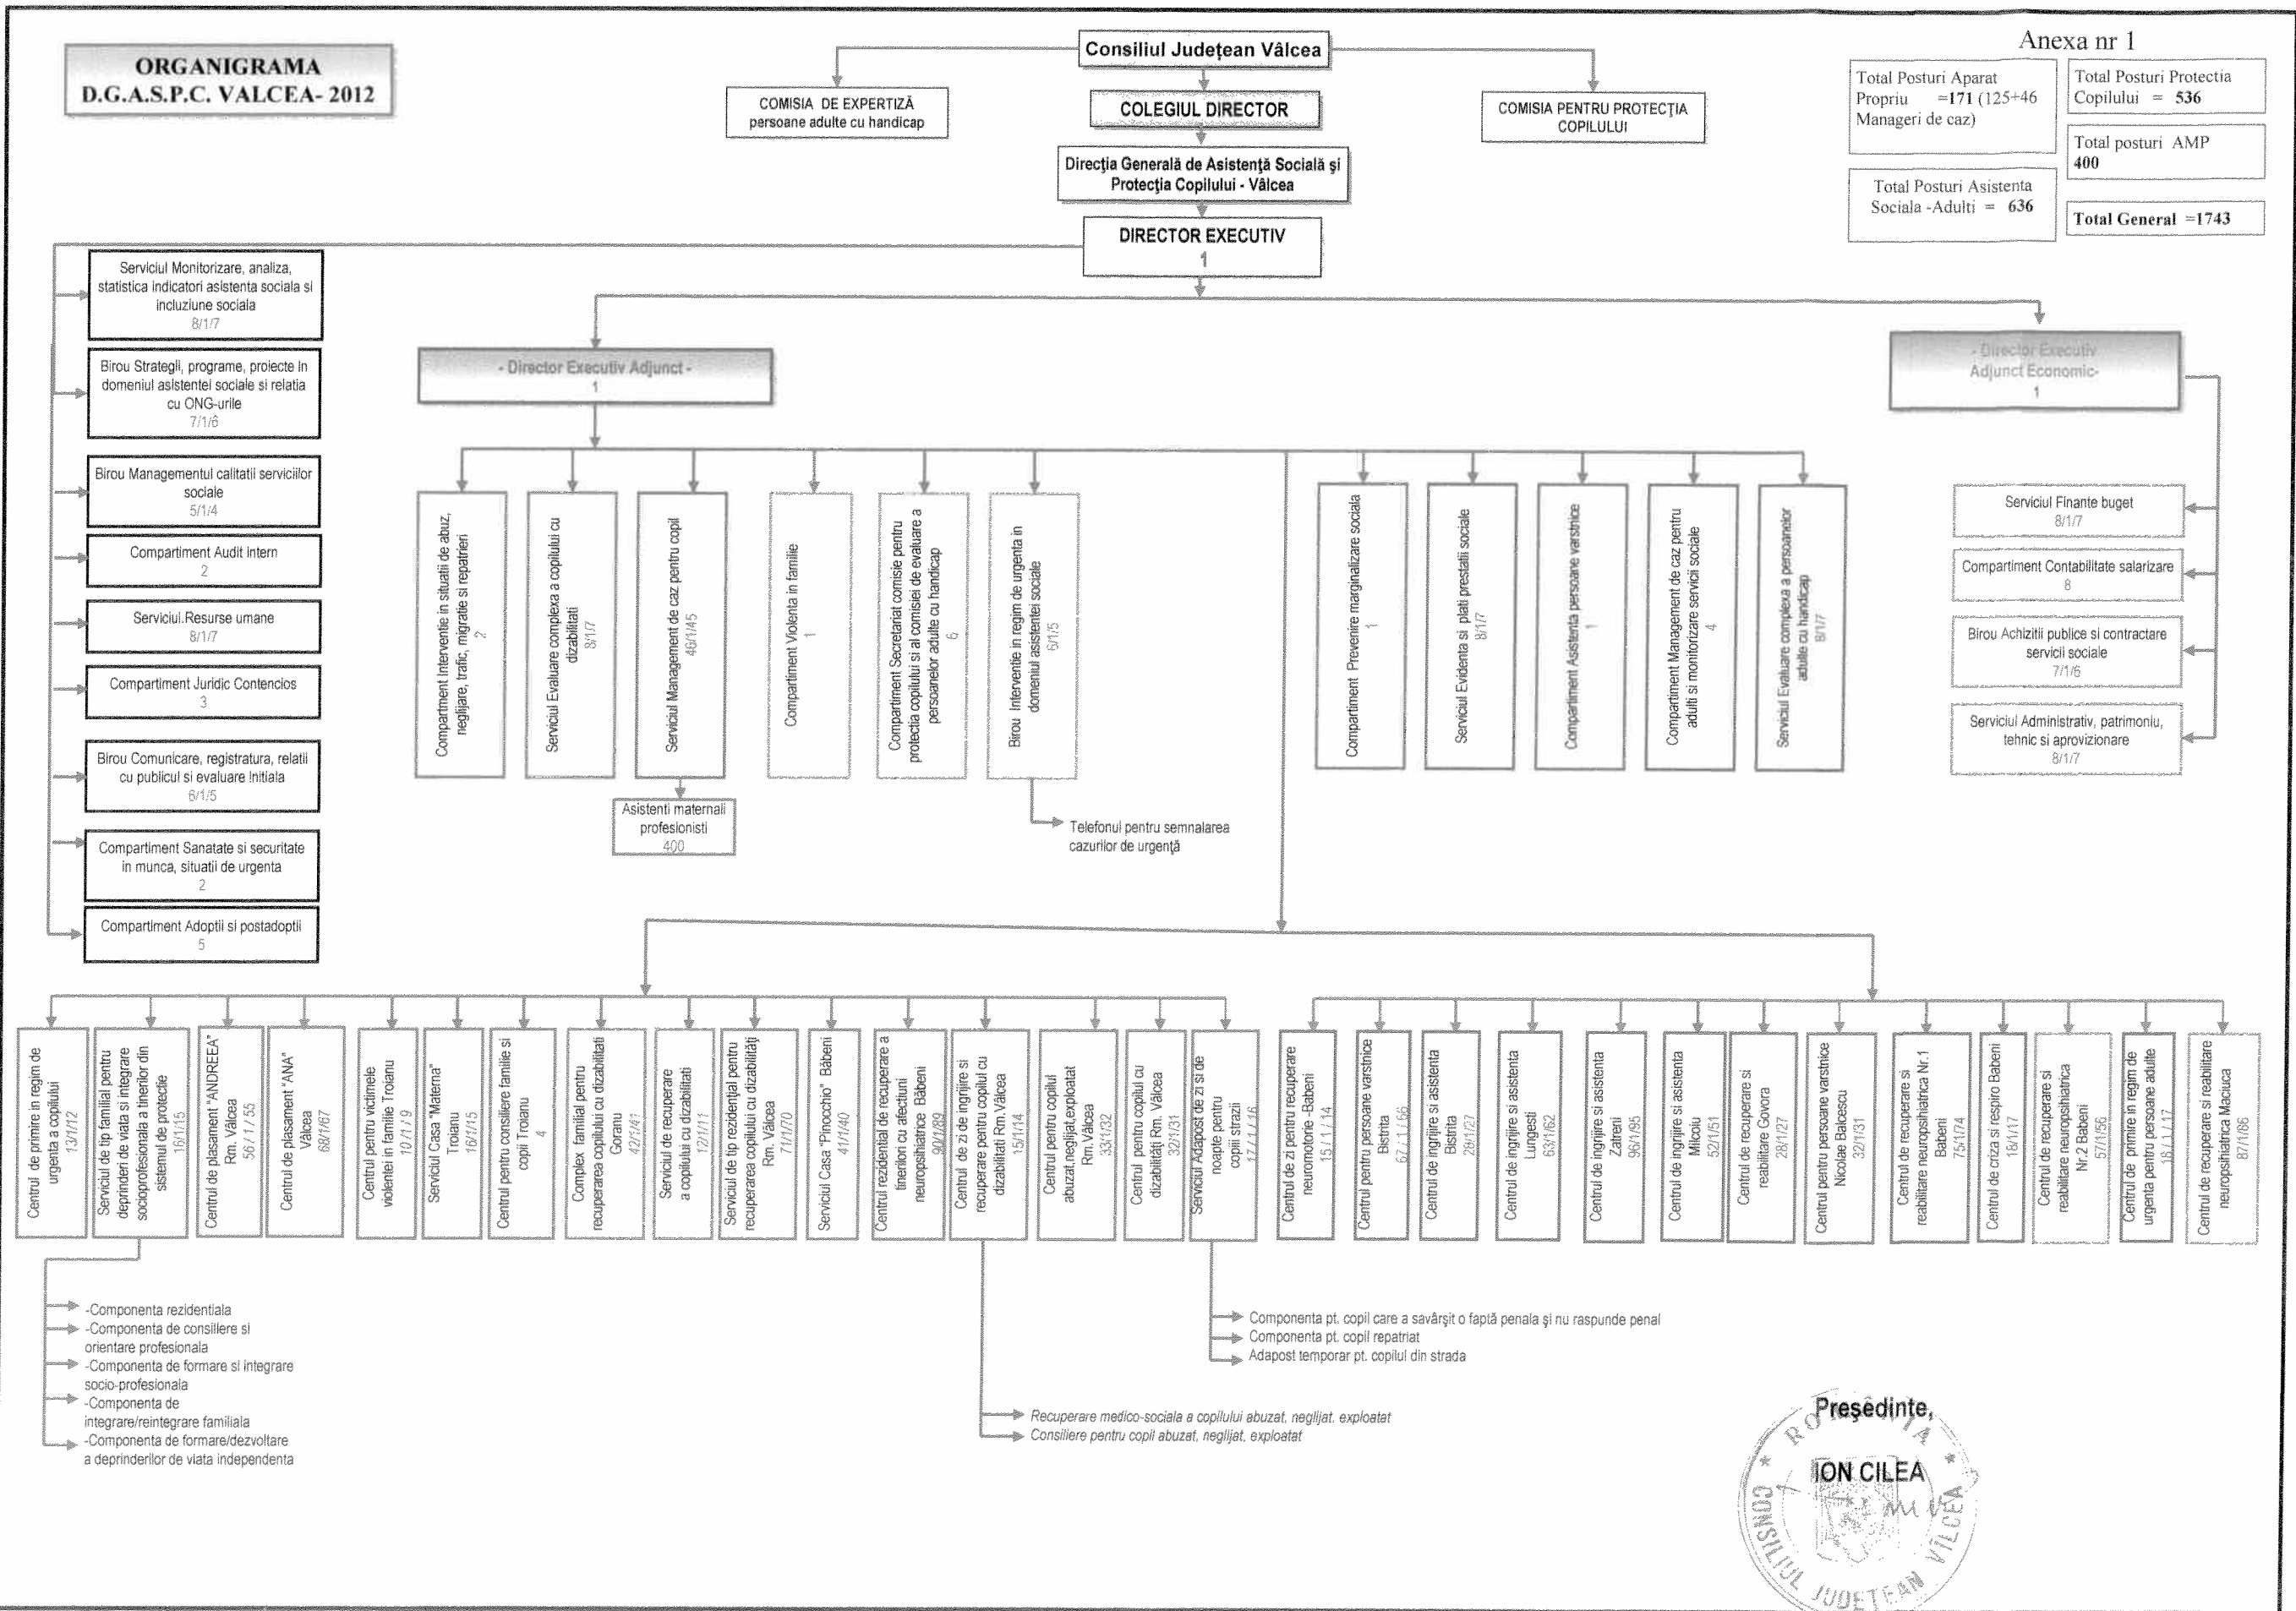 ORGANIGRAMA
D.G.A.S.P.C. VALCEA- 2012
Consiliul Județean Vâlcea
COMISIA DE EXPERTIZĂ
persoane adulte cu handicap
COLEGIUL DIRECTOR
COMISIA PENTRU PROTECŢIA
COPILULUI
Direcţia Generală de Asistenţă Socială şi
Protecţia Copilului - Vâlcea
DIRECTOR EXECUTIV
1
Anexa nr 1
Total Posturi Aparat
Propriu =171 (125+46
Manageri de caz)
Total Posturi Protectia
Copilului = 536
Total posturi AMP
400
Total Posturi Asistenta
Sociala -Adulti = 636
Total General =1743
Serviciul Monitorizare, analiza,
statistica indicatori asistenta sociala si
incluziune sociala
8/1/7
Birou Strategii, programe, proiecte in
domeniul asistentei sociale si relatia
cu ONG-urile
7/1/6
Birou Managementul calitatii serviciilor
sociale
5/1/4
Compartiment Audit intern
2
Serviciul.Resurse umane
8/1/7
Compartiment Juridic Contencios
3
Birou Comunicare, registratura, relatii
cu publicul si evaluare initiala
6/1/5
Compartiment Sanatate si securitate
in munca, situatii de urgenta
2
Compartiment Adoptii si postadoptii
5
- Director Executiv Adjunct -
1
- Director Executiv
Adjunct Economic-
1
Compartment Interventie in situatii de abuz,
neglijare, trafic, migratie si repatrieri
2
Serviciul Evaluare complexa a copilului cu
dizabilitati
8/1/7
Serviciul Management de caz pentru copil
46/1/45
Asistenti maternali
profesionisti
400
Compartiment Violenta in familie
1
Compartiment Secretariat comisie pentru
protectia copilului si al comisiei de evaluare a
persoanelor adulte cu handicap
6
Birou Interventie in regim de urgenta in
domeniul asistentei sociale
6/1/5
Telefonul pentru semnalarea
cazurilor de urgenţă
Compartiment Prevenire marginalizare sociala
1
Serviciul Evidenta si plati prestatii sociale
8/1/7
Compartiment Asistenta persoane varstnice
1
Compartiment Management de caz pentru
adulti si monitorizare servicii sociale
4
Serviciul Evaluare complexa a persoanelor
adulte cu handicap
8/1/7
Serviciul Finante buget
8/1/7
Compartiment Contabilitate salarizare
8
Birou Achizitii publice si contractare
servicii sociale
7/1/6
Serviciul Administrativ, patrimoniu,
tehnic si aprovizionare
8/1/7
Centrul de primire in regim de
urgenta a copilului
13/1/12
Serviciul de tip familial pentru
deprinderi de viata si integrare
socioprofesionala a tinerilor din
sistemul de protectie
16/1/15
Centrul de plasament "ANDREEA"
Rm. Vâlcea
56 / 1 / 55
Centrul de plasament "ANA"
Vâlcea
68/1/67
Centrul pentru victimele
violentei in familie Troianu
10 /1 / 9
Serviciul Casa "Materna"
Troianu
16/1/15
Centrul pentru consiliere familie si
copii Troianu
4
Complex familial pentru
recuperarea copilului cu dizabilitati
Goranu
42/1/41
Serviciul de recuperare
a copilului cu dizabilitati
12/1/11
Serviciul de tip rezidenţial pentru
recuperarea copilului cu dizabilităţi
Rm. Vâlcea
71/1/70
Serviciul Casa "Pinocchio" Băbeni
41/1/40
Centrul rezidential de recuperare a
tinerilor cu afectiuni
neuropsihiatrice Băbeni
90/1/89
Centrul de zi de ingrijire si
recuperare pentru copilul cu
dizabilitati Rm.Vâlcea
15/1/14
Centrul pentru copilul
abuzat,neglijat,exploatat
Rm.Vâlcea
33/1/32
Centrul pentru copilul cu
dizabilităţi Rm. Vâlcea
32/1/31
Serviciul Adapost de zi si de
noapte pentru
copiii strazii
17 / 1 / 16
Centrul de zi pentru recuperare
neuromotorie -Babeni
15 / 1 / 14
Centrul pentru persoane varstnice
Bistrita
67 / 1 / 66
Centrul de ingrijire si asistenta
Bistrita
28/1/27
Centrul de ingrijire si asistenta
Lungesti
63/1/62
Centrul de ingrijire si asistenta
Zatreni
96/1/95
Centrul de ingrijire si asistenta
Milcoiu
52/1/51
Centrul de recuperare si
reabilitare Govora
28/1/27
Centrul pentru persoane varstnice
Nicolae Balcescu
32/1/31
Centrul de recuperare si
reabilitare neuropsihiatrica Nr.1
Babeni
75/1/74
Centrul de criza si respiro Babeni
18/1/17
Centrul de recuperare si
reabilitare neuropsihiatrica
Nr.2 Babeni
57/1/56
Centrul de primire in regim de
urgenta pentru persoane adulte
18 / 1 / 17
Centrul de recuperare si reabilitare
neuropsihiatrica Maciuca
87/1/86
-Componenta rezidentiala
-Componenta de consiliere si
orientare profesionala
-Componenta de formare si integrare
socio-profesionala
-Componenta de
integrare/reintegrare familiala
-Componenta de formare/dezvoltare
a deprinderilor de viata independenta
Componenta pt. copil care a savârşit o faptă penala şi nu raspunde penal
Componenta pt. copil repatriat
Adapost temporar pt. copilul din strada
Recuperare medico-sociala a copilului abuzat, neglijat, exploatat
Consiliere pentru copil abuzat, neglijat, exploatat
Preşedinte,
ION CILEA
ROMÂNIA
CONSILIUL JUDEŢEAN VÎLCEA